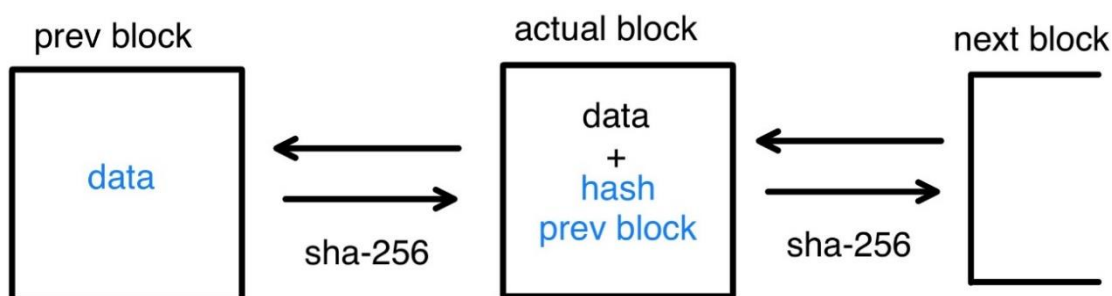 prev block
actual block
next block
data
data
+
hash
prev block
sha-256
sha-256